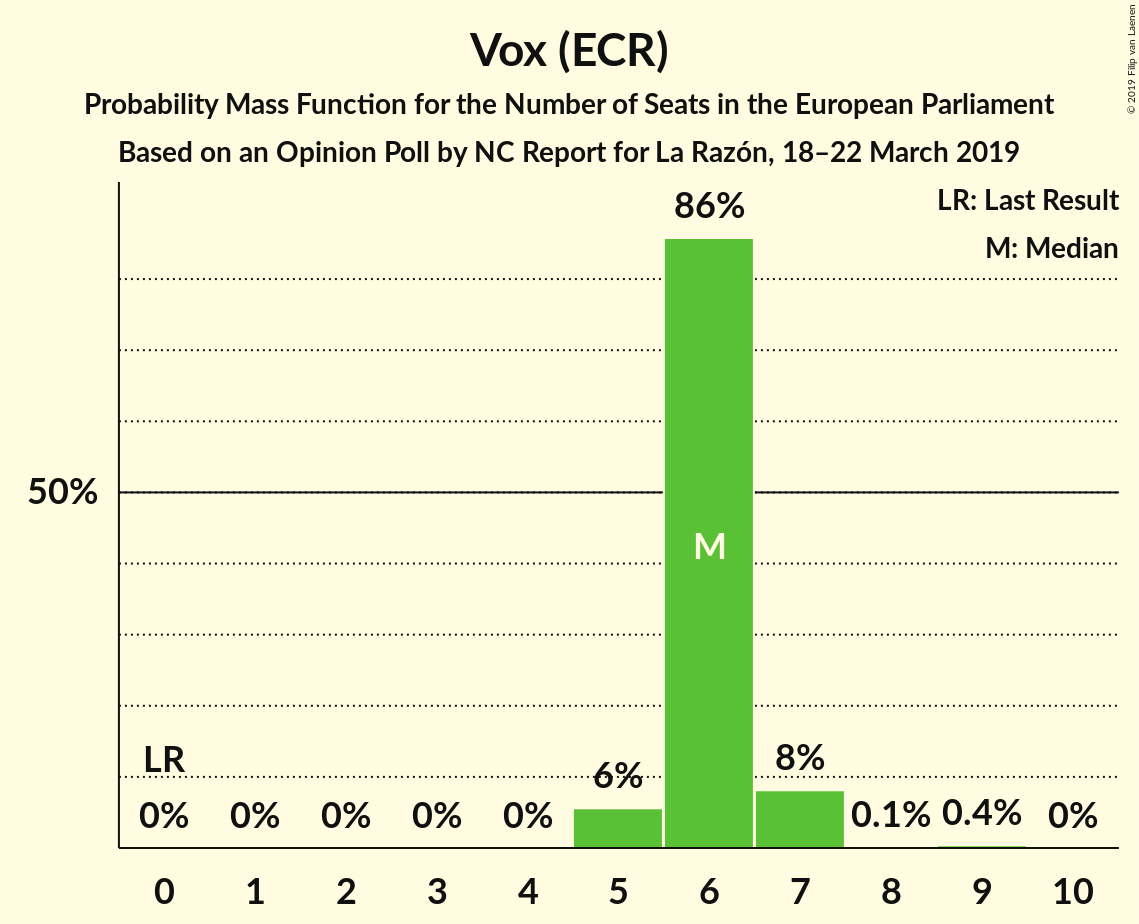 © 2019 Filip van Laenen
Vox (ECR)
Probability Mass Function for the Number of Seats in the European Parliament
Based on an Opinion Poll by NC Report for La Razón, 18–22 March 2019
LR: Last Result
M: Median
86%
50%
M
LR
0% 0% 0% 0% 0% 6% 8% 0.1% 0.4% 0%
0 1 2 3 4 5 6 7 8 9 10